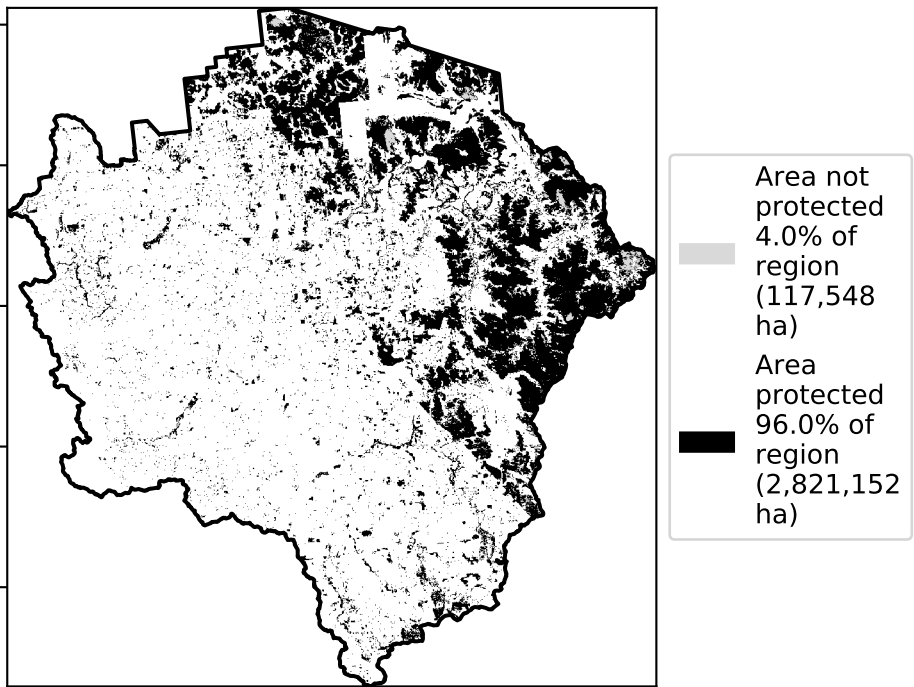 Area not
protected
4.0% of
region
(117,548
ha)
Area
protected
96.0% of
region
(2,821,152
ha)